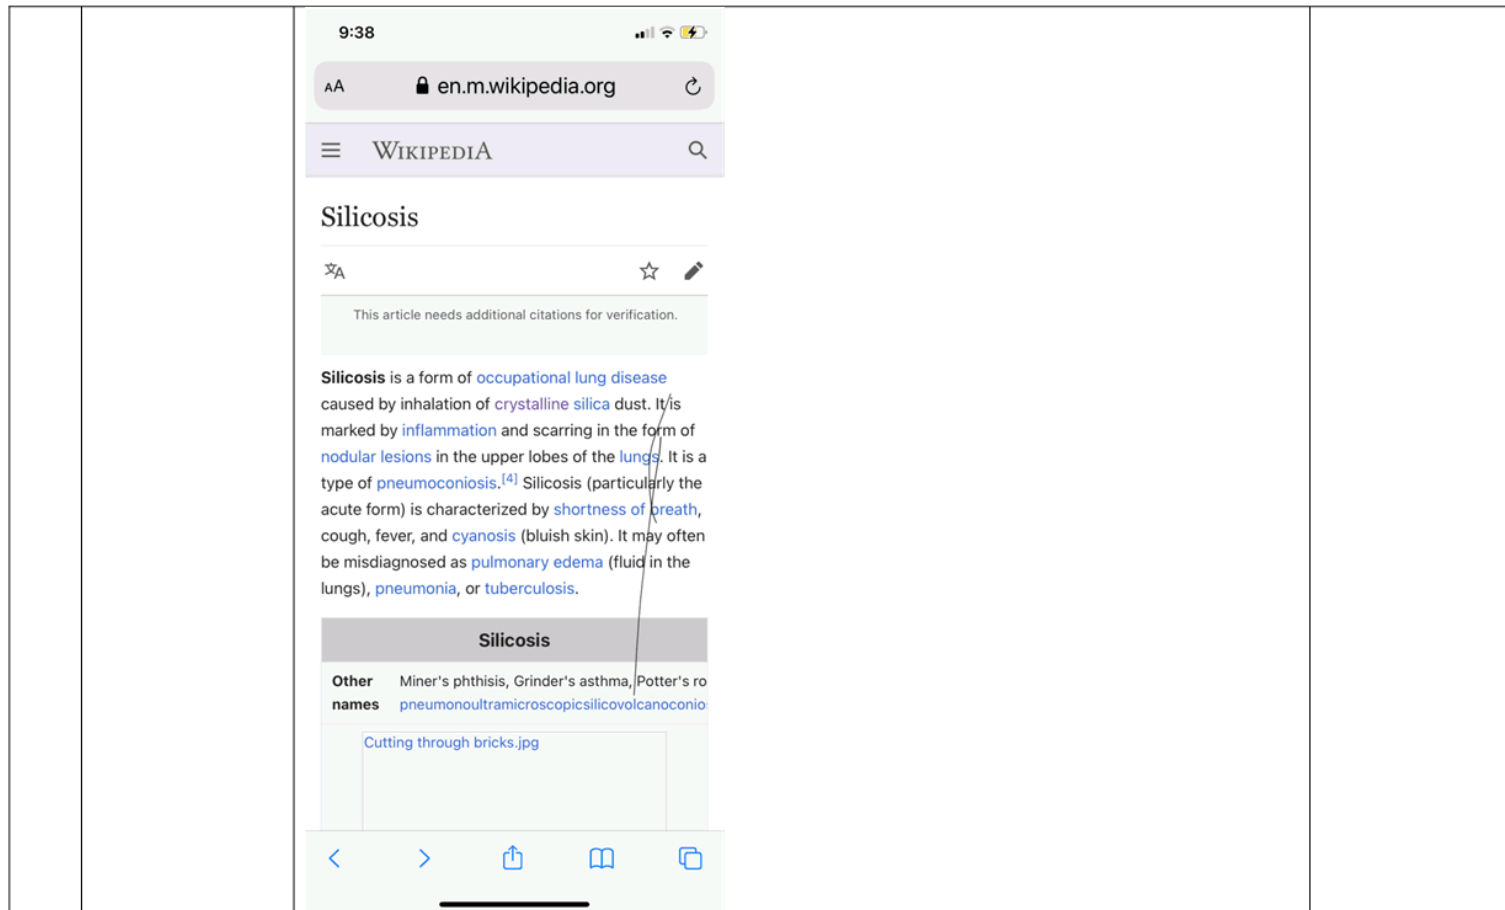 9:38
AA en.m.wikipedia.org
WIKIPEDIA
Silicosis
This article needs additional citations for verification.
Silicosis is a form of occupational lung disease
caused by inhalation of crystalline silica dust. It is
marked by inflammation and scarring in the form of
nodular lesions in the upper lobes of the lungs. It is a
type of pneumoconiosis.[4] Silicosis (particularly the
acute form) is characterized by shortness of breath,
cough, fever, and cyanosis (bluish skin). It may often
be misdiagnosed as pulmonary edema (fluid in the
lungs), pneumonia, or tuberculosis.
Silicosis
Other names Miner's phthisis, Grinder's asthma, Potter's ro
pneumonoultramicroscopicsilicovolcanoconio
Cutting through bricks.jpg